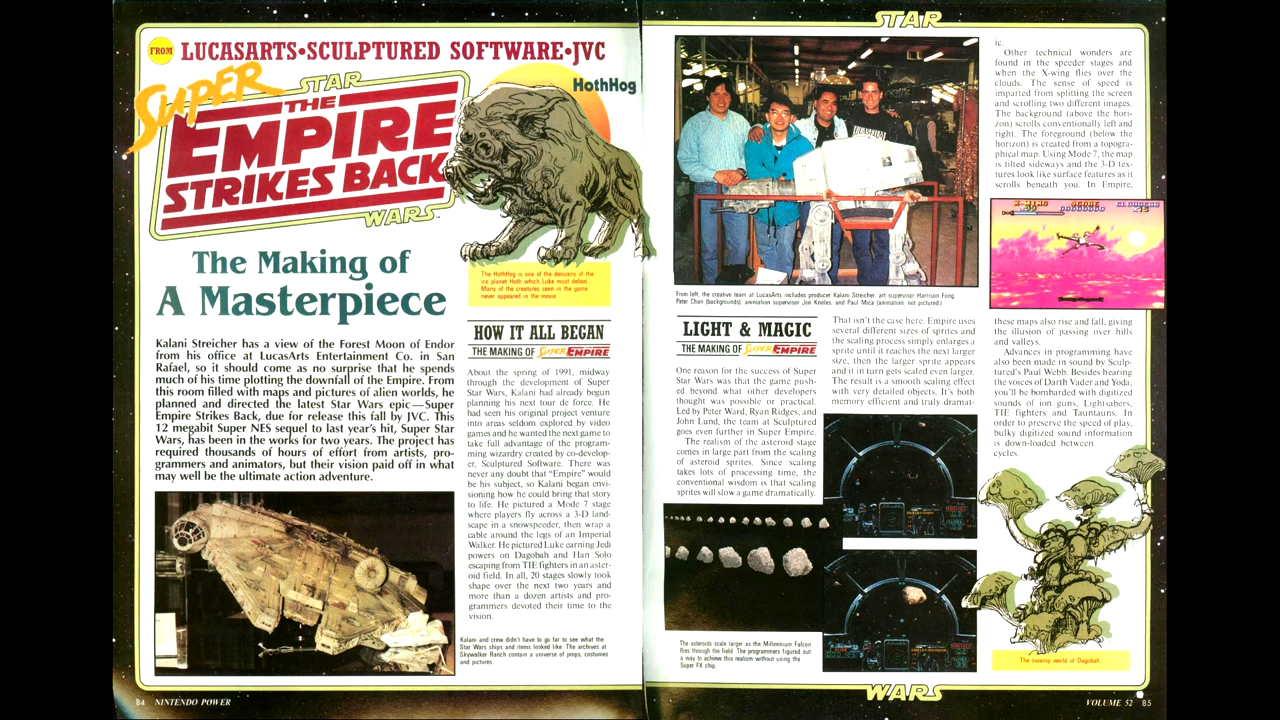 FROM LUCASARTS•SCULPTURED SOFTWARE•JVC
SUPER
STAR
THE
EMPIRE
STRIKES BACK
WARS
HothHog
The HothHog is one of the denizens of the
ice planet Hoth which Luke must defeat.
Many of the creatures seen in the game
never appeared in the movie.
The Making of
A Masterpiece
Kalani Streicher has a view of the Forest Moon of Endor
from his office at LucasArts Entertainment Co. in San
Rafael, so it should come as no surprise that he spends
much of his time plotting the downfall of the Empire. From
this room filled with maps and pictures of alien worlds, he
planned and directed the latest Star Wars epic—Super
Empire Strikes Back, due for release this fall by JVC. This
12 megabit Super NES sequel to last year's hit, Super Star
Wars, has been in the works for two years. The project has
required thousands of hours of effort from artists, pro-
grammers and animators, but their vision paid off in what
may well be the ultimate action adventure.
HOW IT ALL BEGAN
THE MAKING OF SUPER EMPIRE
About the spring of 1991, midway
through the development of Super
Star Wars, Kalani had already begun
planning his next tour de force. He
had seen his original project venture
into areas seldom explored by video
games and he wanted the next game to
take full advantage of the program-
ming wizardry created by co-develop-
er, Sculptured Software. There was
never any doubt that "Empire" would
be his subject, so Kalani began envi-
sioning how he could bring that story
to life. He pictured a Mode 7 stage
where players fly across a 3-D land-
scape in a snowspeeder, then wrap a
cable around the legs of an Imperial
Walker. He pictured Luke earning Jedi
powers on Dagobah and Han Solo
escaping from TIE fighters in an aster-
oid field. In all, 20 stages slowly took
shape over the next two years and
more than a dozen artists and pro-
grammers devoted their time to the
vision.
Kalani and crew didn't have to go far to see what the
Star Wars ships and items looked like. The archives at
Skywalker Ranch contain a universe of props, costumes
and pictures.
84 NINTENDO POWER
STAR
From left, the creative team at LucasArts includes producer Kalani Streicher, art supervisor Harrison Fong,
Peter Chan (backgrounds), animation supervisor Jon Knoles, and Paul Mica (animation, not pictured)
LIGHT & MAGIC
THE MAKING OF SUPER EMPIRE
One reason for the success of Super
Star Wars was that the game push-
ed beyond what other developers
thought was possible or practical.
Led by Peter Ward, Ryan Ridges, and
John Lund, the team at Sculptured
goes even further in Super Empire.
The realism of the asteroid stage
comes in large part from the scaling
of asteroid sprites. Since scaling
takes lots of processing time, the
conventional wisdom is that scaling
sprites will slow a game dramatically.
The asteroids scale larger as the Millennium Falcon
flies through the field. The programmers figured out
a way to achieve this realism without using the
Super FX chip.
That isn't the case here. Empire uses
several different sizes of sprites and
the scaling process simply enlarges a
sprite until it reaches the next larger
size, then the larger sprite appears
and it in turn gets scaled even larger.
The result is a smooth scaling effect
with very detailed objects. It's both
memory efficient and truly dramat-
ic.
Other technical wonders are
found in the speeder stages and
when the X-wing flies over the
clouds. The sense of speed is
imparted from splitting the screen
and scrolling two different images.
The background (above the hori-
zon) scrolls conventionally left and
right. The foreground (below the
horizon) is created from a topogra-
phical map. Using Mode 7, the map
is tilted sideways and the 3-D tex-
tures look like surface features as it
scrolls beneath you. In Empire,
X-WING SCORE
these maps also rise and fall, giving
the illusion of passing over hills
and valleys.
Advances in programming have
also been made in sound by Sculp-
tured's Paul Webb. Besides hearing
the voices of Darth Vader and Yoda,
you'll be bombarded with digitized
sounds of ion guns, Lightsabers,
TIE fighters and Tauntauns. In
order to preserve the speed of play,
bulky digitized sound information
is down-loaded between
cycles.
The swamp world of Dagobah.
WARS
VOLUME 52 85